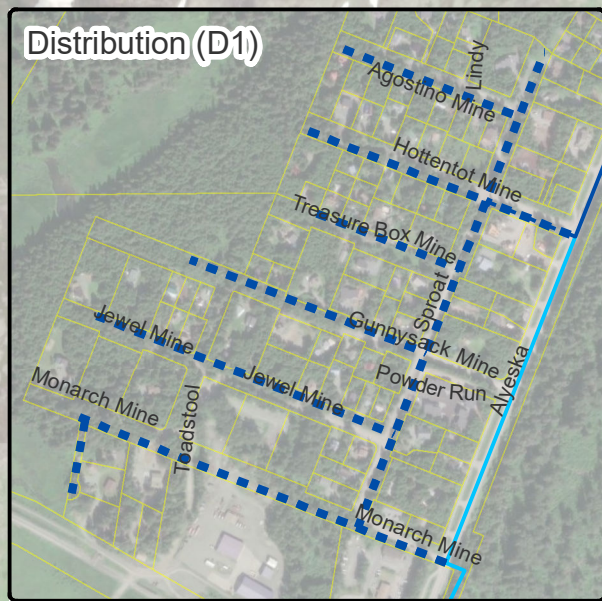 Distribution (D1)
Lindy
Agostino Mine
Hottentot Mine
Treasure Box Mine
Sproat
Gunnysack Mine
Jewel Mine
Jewel Mine
Powder Run
Alyeska
Monarch Mine
Toadstool
Monarch Mine